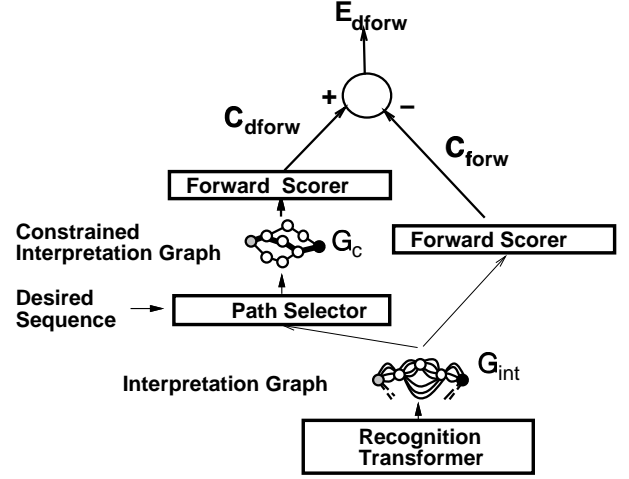 E_dforw
+ −
C_dforw
C_forw
Forward Scorer
Constrained
Interpretation Graph
G_c
Forward Scorer
Desired
Sequence
Path Selector
Interpretation Graph
G_int
Recognition
Transformer